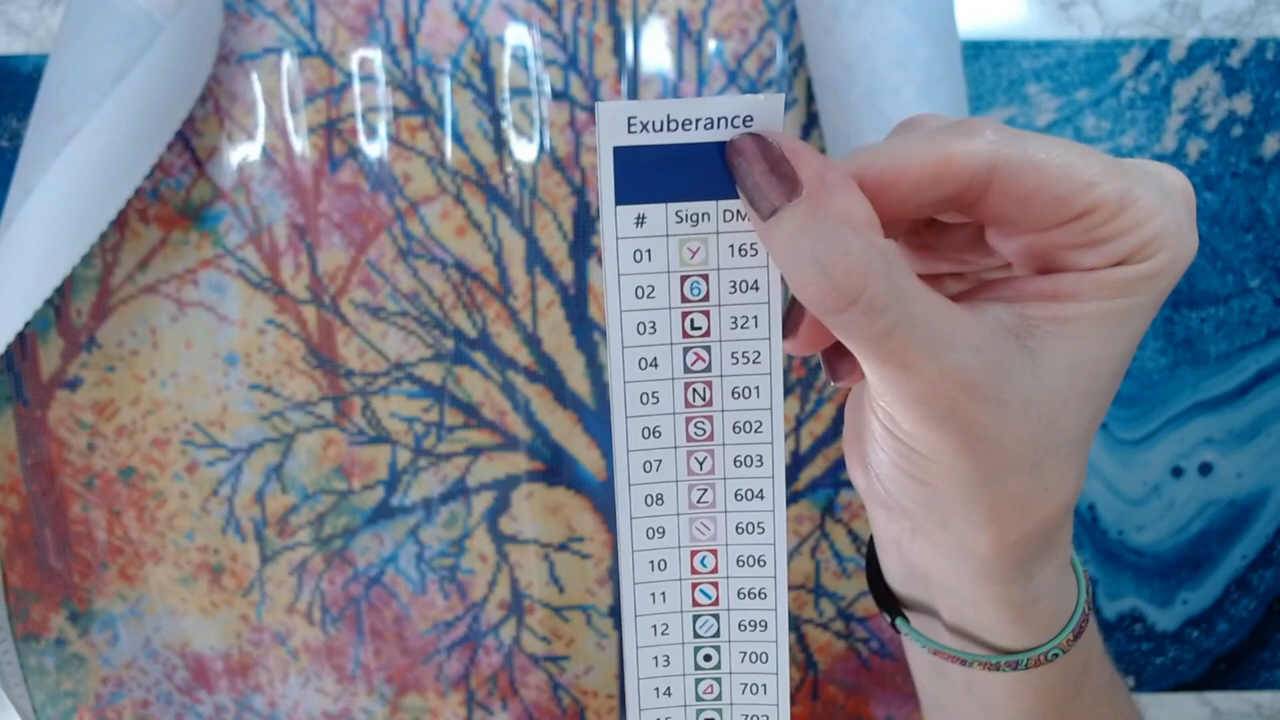 Exuberance
# Sign
01 Y 165
02 6 304
03 L 321
04 552
05 N 601
06 S 602
07 Y 603
08 Z 604
09 605
10 606
11 666
12 699
13 700
14 701